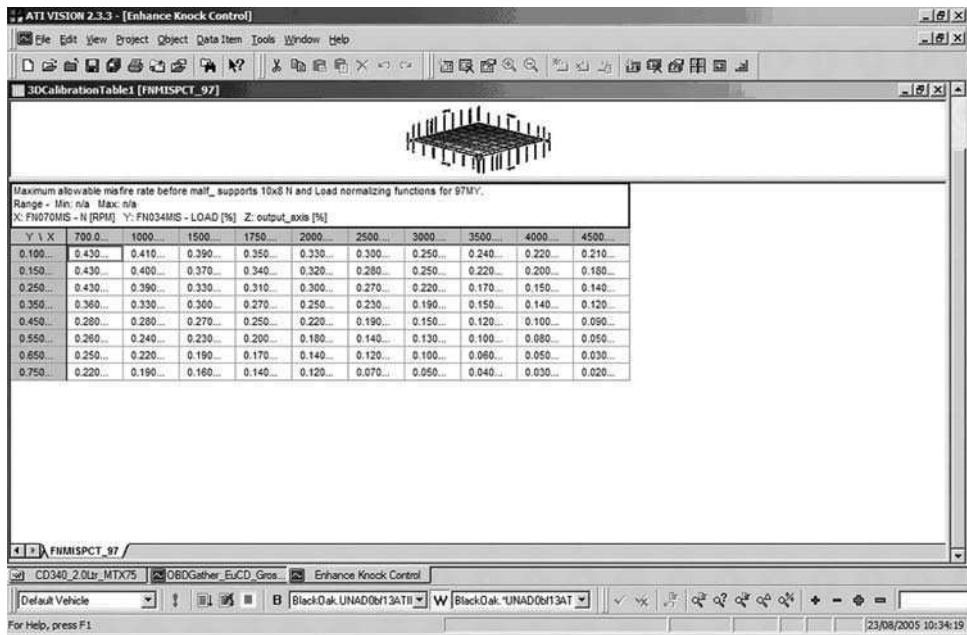 ATI VISION 2.3.3 - [Enhance Knock Control]
File Edit View Project Object Data Item Tools Window Help
3DCalibrationTable1 [FNMISPCT_97]
Maximum allowable misfire rate before malf_ supports 10x8 N and Load normalizing functions for 97MY.
Range - Min: n/a Max: n/a
X: FN070MIS - N [RPM] Y: FN034MIS - LOAD [%] Z: output_axis [%]
Y \ X 700.0... 1000.... 1500.... 1750.... 2000.... 2500.... 3000.... 3500.... 4000.... 4500....
0.100... 0.430... 0.410... 0.390... 0.350... 0.330... 0.300... 0.250... 0.240... 0.220... 0.210...
0.150... 0.430... 0.400... 0.370... 0.340... 0.320... 0.280... 0.250... 0.220... 0.200... 0.180...
0.250... 0.430... 0.390... 0.330... 0.310... 0.300... 0.270... 0.220... 0.170... 0.150... 0.140...
0.350... 0.360... 0.330... 0.300... 0.270... 0.250... 0.230... 0.190... 0.150... 0.140... 0.120...
0.450... 0.280... 0.280... 0.270... 0.250... 0.220... 0.190... 0.150... 0.120... 0.100... 0.090...
0.550... 0.260... 0.240... 0.230... 0.200... 0.180... 0.140... 0.130... 0.100... 0.080... 0.050...
0.650... 0.250... 0.220... 0.190... 0.170... 0.140... 0.120... 0.100... 0.060... 0.050... 0.030...
0.750... 0.220... 0.190... 0.160... 0.140... 0.120... 0.070... 0.050... 0.040... 0.030... 0.020...
FNMISPCT_97
CD340_2.0Ltr_MTX75 OBDGather_EuCD_Gros... Enhance Knock Control
Default Vehicle B W
For Help, press F1 23/08/2005 10:34:19